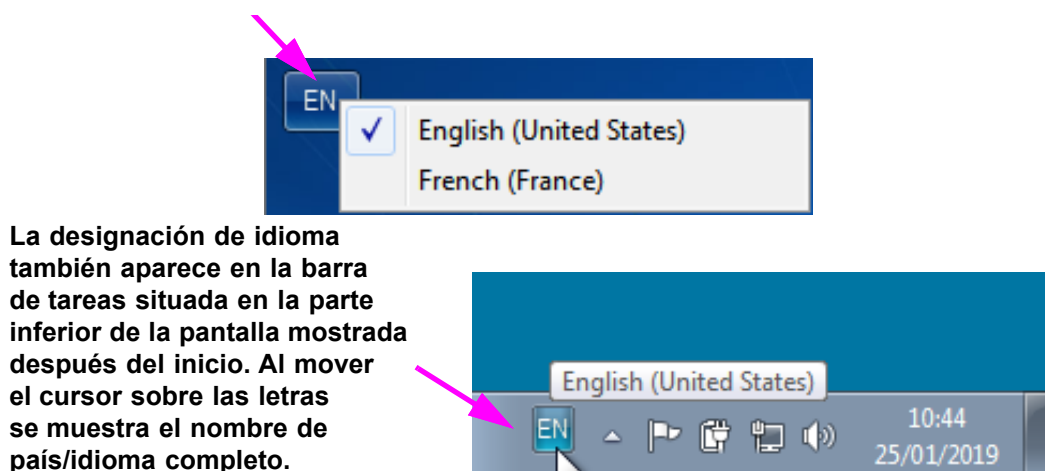 EN
English (United States)
French (France)
La designación de idioma
también aparece en la barra
de tareas situada en la parte
inferior de la pantalla mostrada
después del inicio. Al mover
el cursor sobre las letras
se muestra el nombre de
país/idioma completo.
English (United States)
EN
10:44
25/01/2019